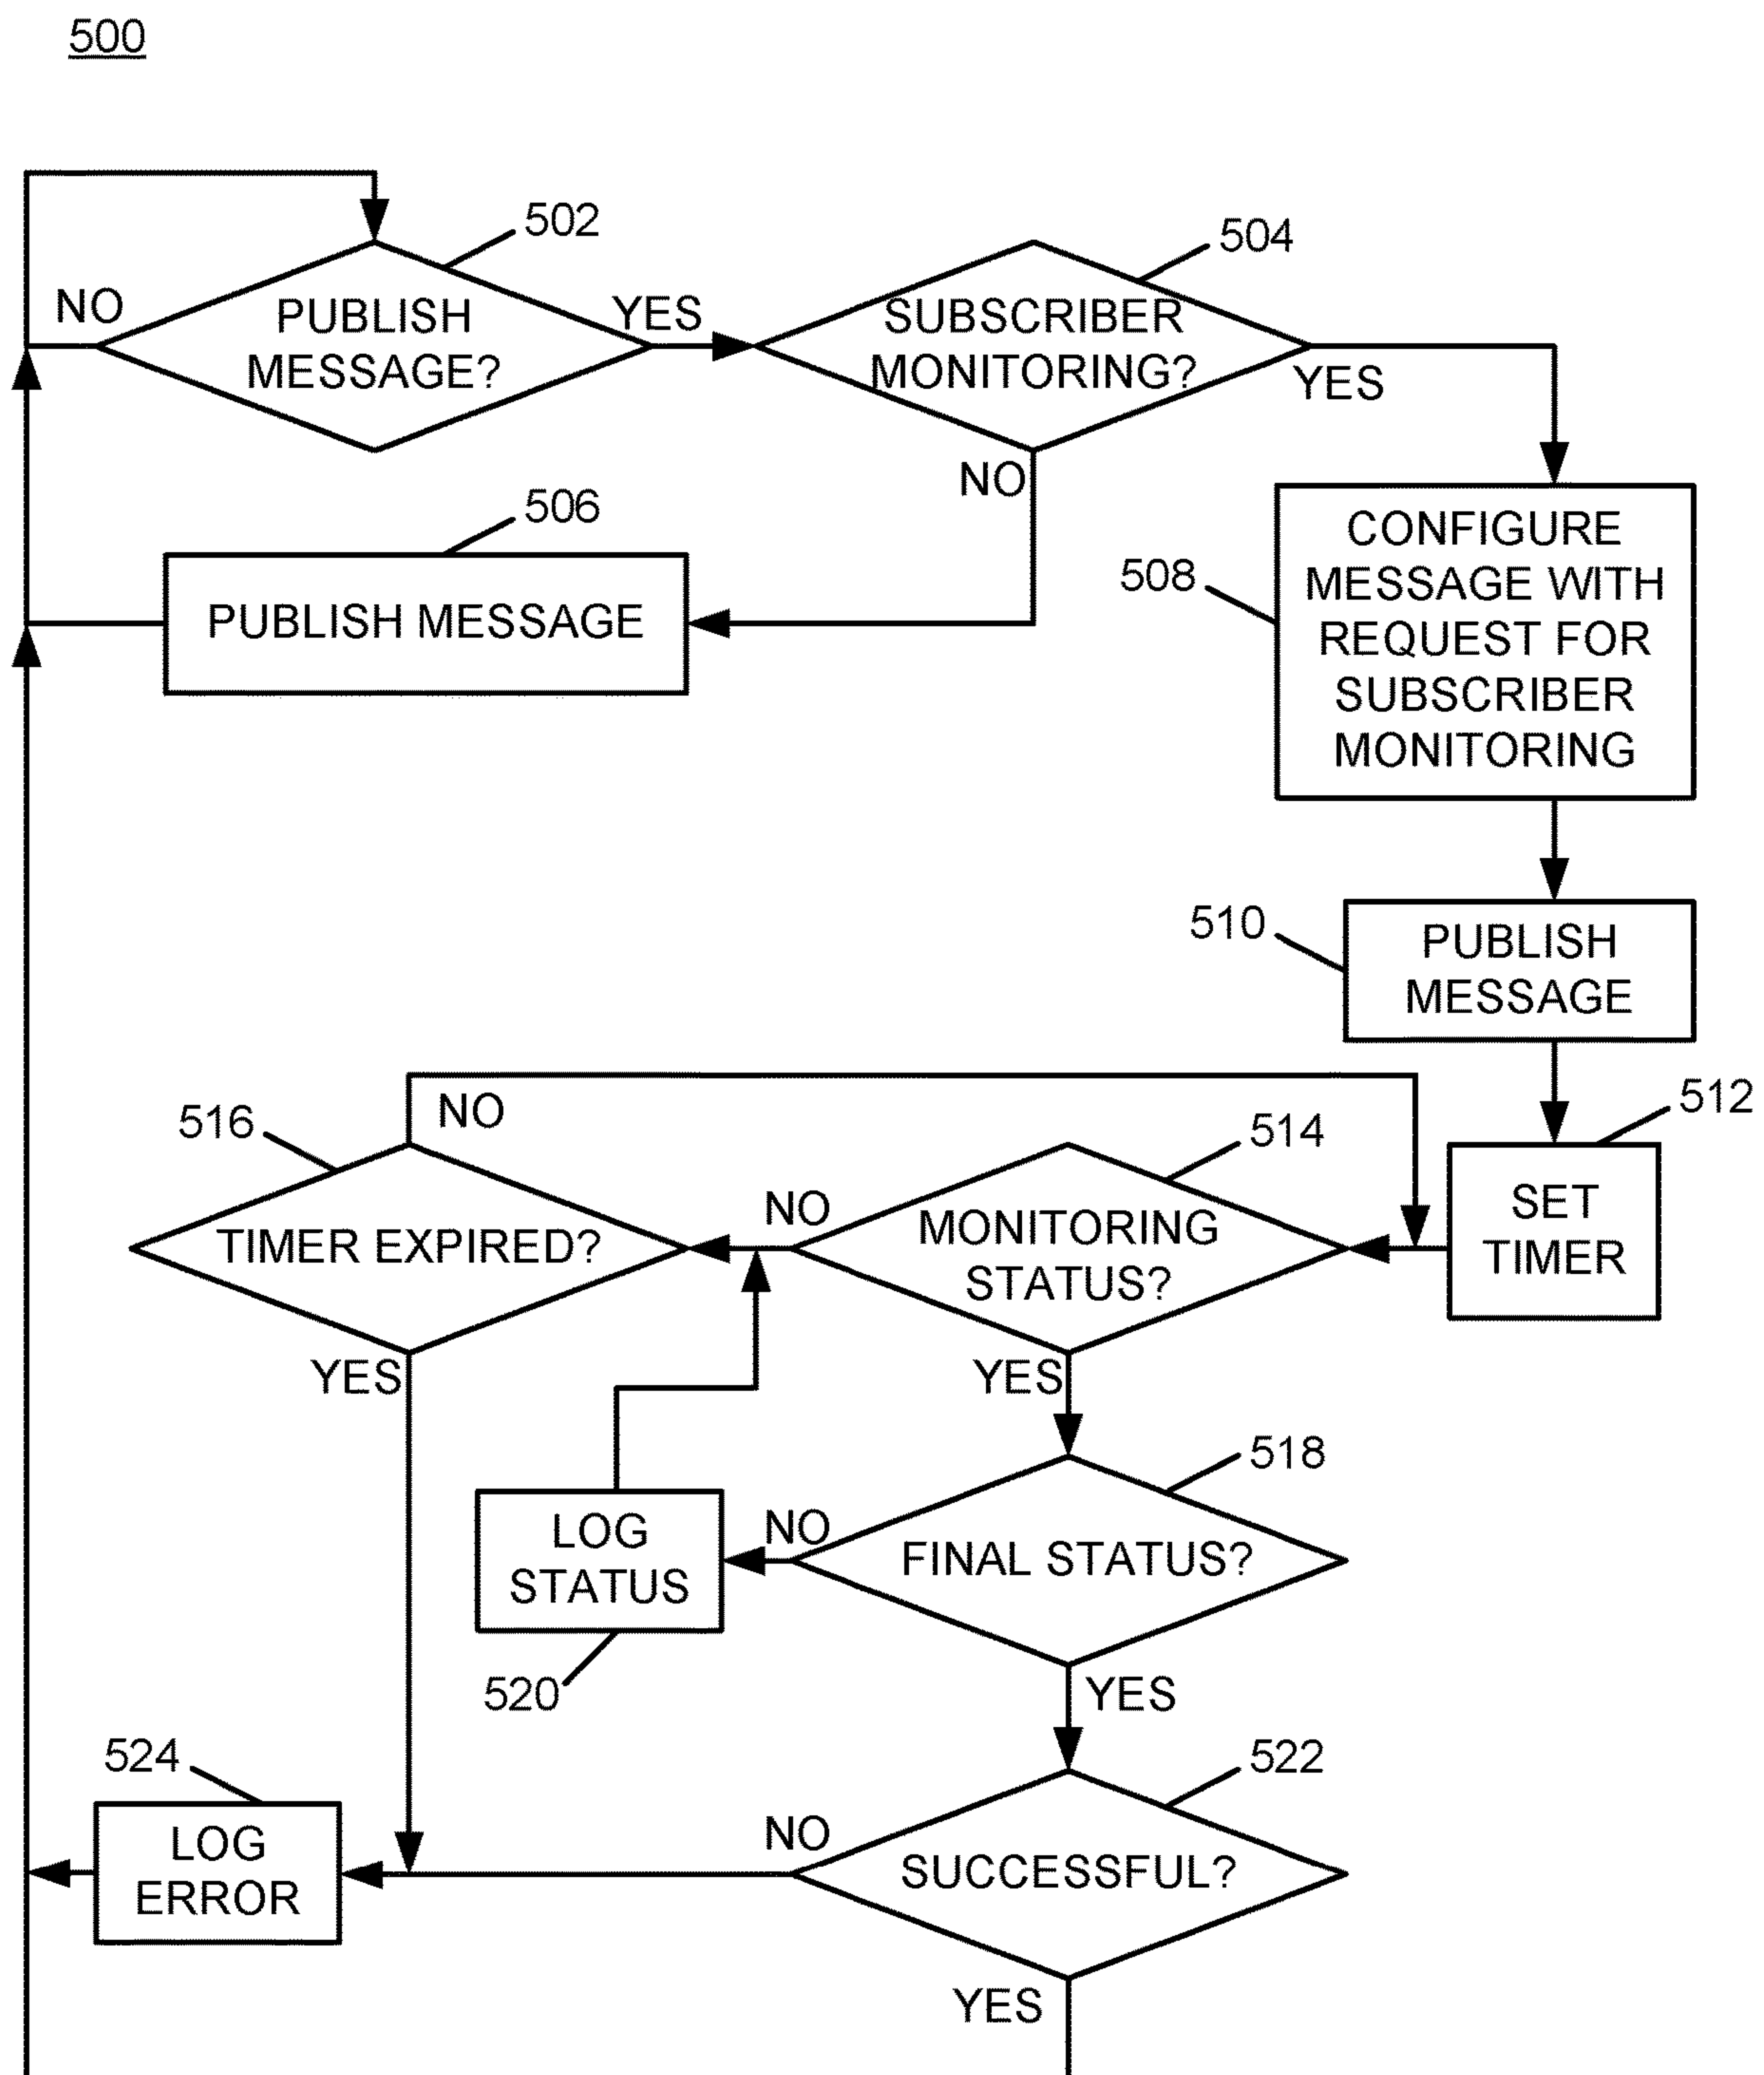 500
502
504
NO
PUBLISH
MESSAGE?
YES
SUBSCRIBER
MONITORING?
YES
NO
506
PUBLISH MESSAGE
508
CONFIGURE
MESSAGE WITH
REQUEST FOR
SUBSCRIBER
MONITORING
510
PUBLISH
MESSAGE
512
SET
TIMER
516
NO
TIMER EXPIRED?
YES
514
NO
MONITORING
STATUS?
YES
518
NO
FINAL STATUS?
YES
LOG
STATUS
520
522
NO
SUCCESSFUL?
YES
524
LOG
ERROR